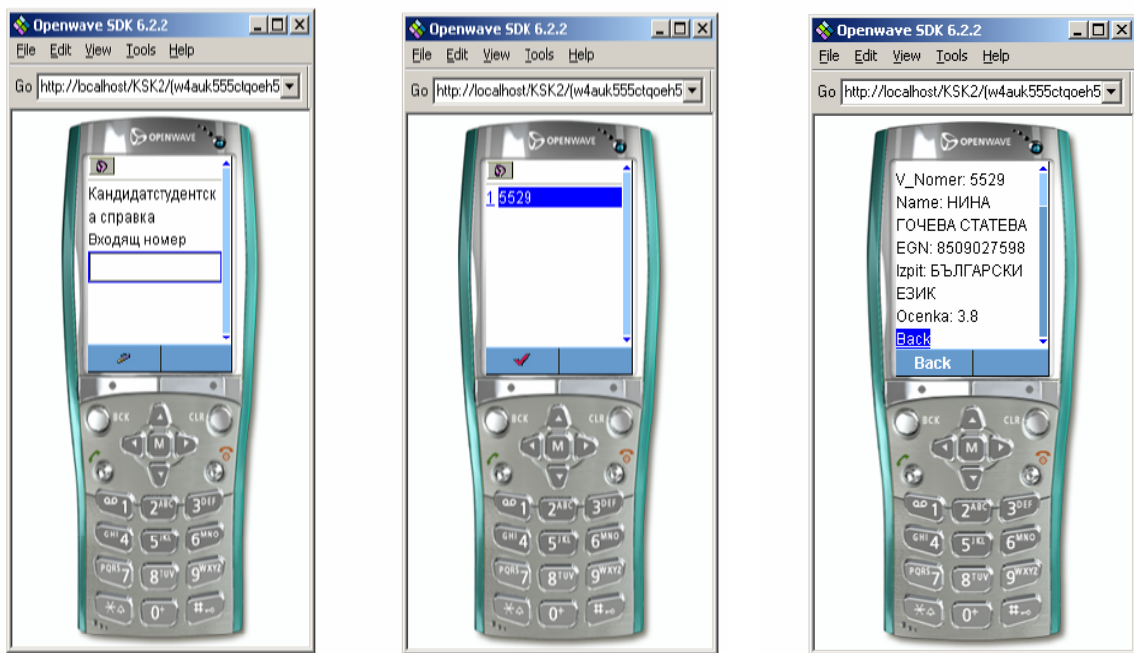 Openwave SDK 6.2.2
File Edit View Tools Help
Go http://localhost/KSK2/(w4auk555ctqoeh5
OPENWAVE
Кандидатстудентск
а справка
Входящ номер
BCK CLR
M
1 2ABC 3DEF
GHI4 5JKL 6MNO
PQRS7 8TUV 9WXYZ
* 0+ #
Openwave SDK 6.2.2
File Edit View Tools Help
Go http://localhost/KSK2/(w4auk555ctqoeh5
OPENWAVE
1 5529
BCK CLR
M
1 2ABC 3DEF
GHI4 5JKL 6MNO
PQRS7 8TUV 9WXYZ
* 0+ #
Openwave SDK 6.2.2
File Edit View Tools Help
Go http://localhost/KSK2/(w4auk555ctqoeh5
OPENWAVE
V_Nomer: 5529
Name: НИНА
ГОЧЕВА СТАТЕВА
EGN: 8509027598
Izpit: БЪЛГАРСКИ
ЕЗИК
Ocenka: 3.8
Back
Back
BCK CLR
M
1 2ABC 3DEF
GHI4 5JKL 6MNO
PQRS7 8TUV 9WXYZ
* 0+ #